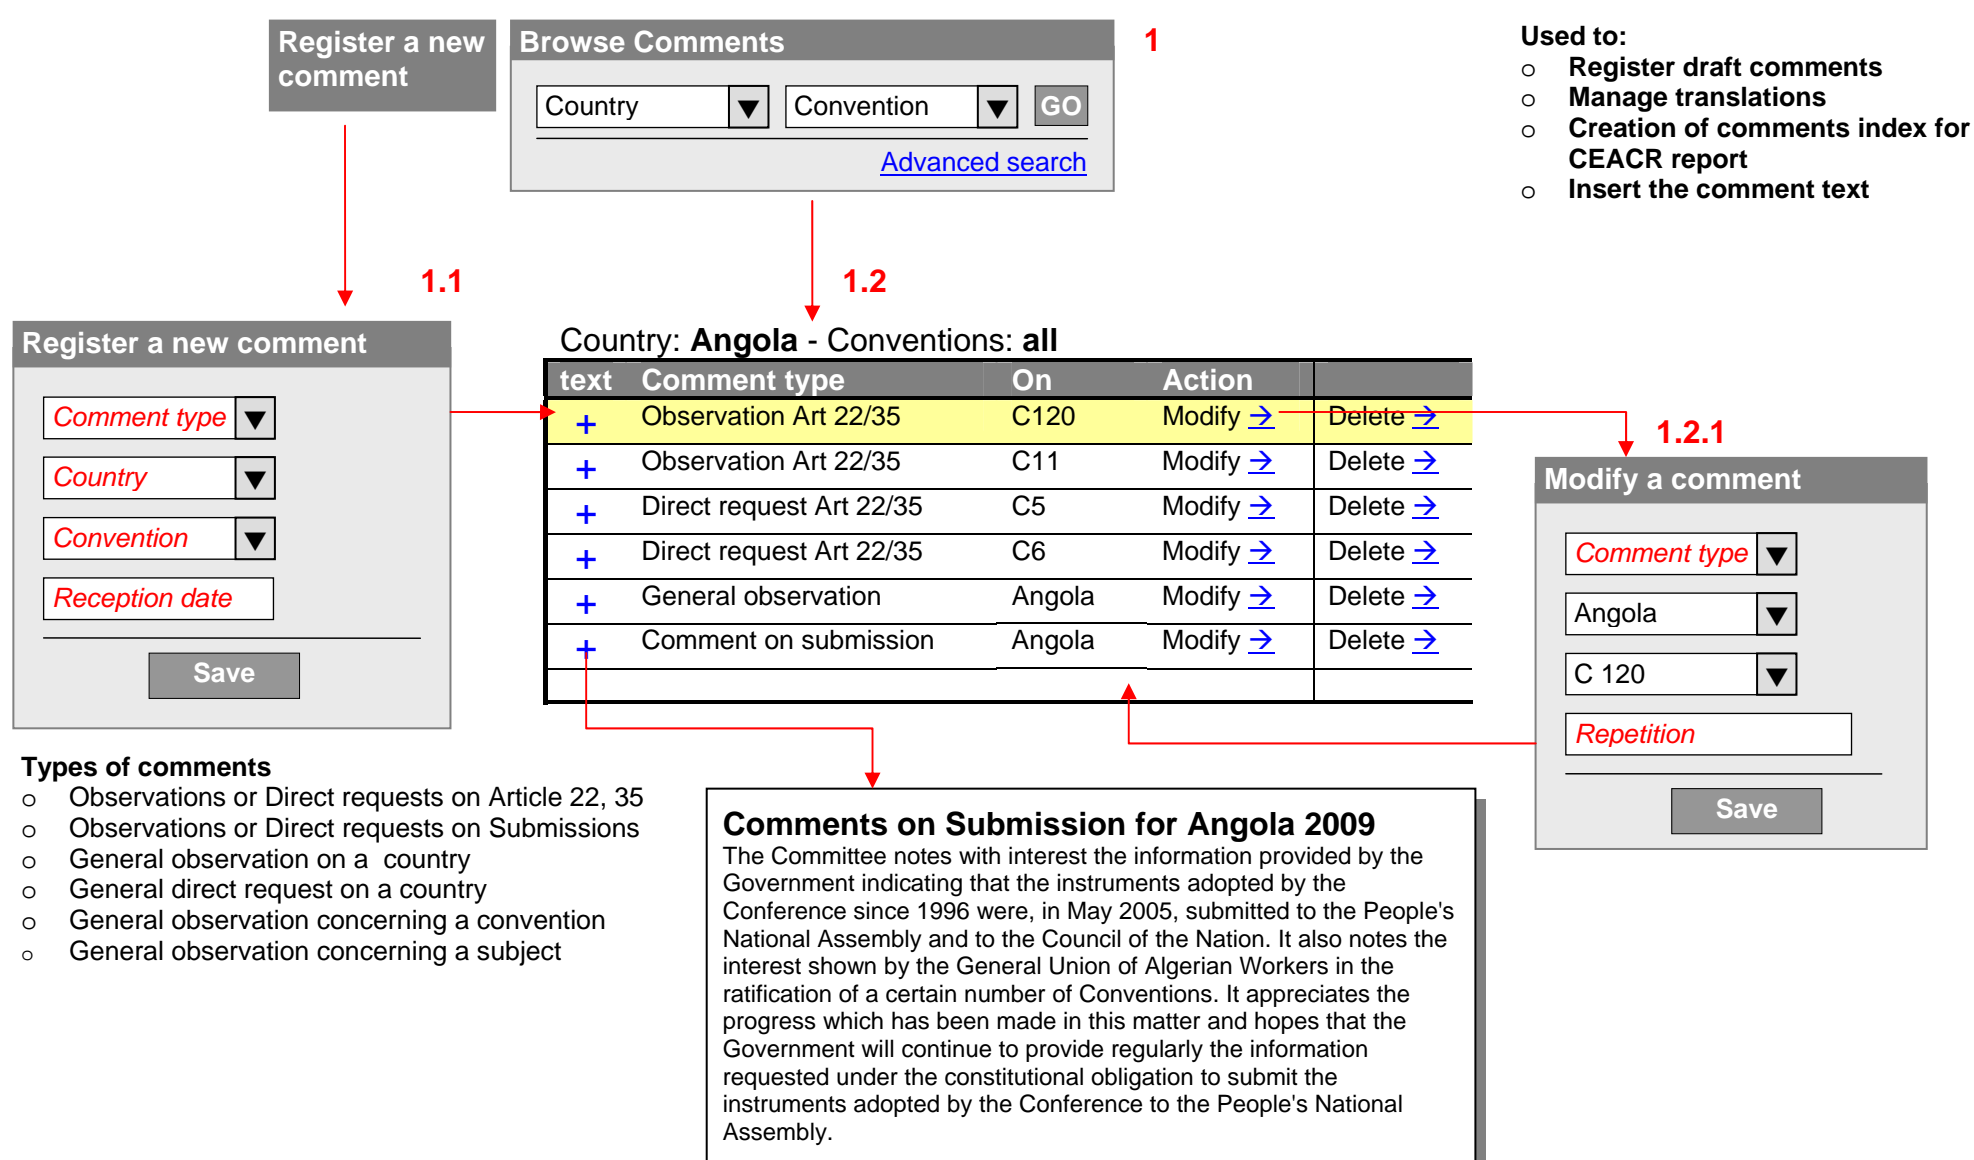 Register a new
comment
Browse Comments
1
Country ▼ Convention ▼ GO
Advanced search
Used to:
o Register draft comments
o Manage translations
o Creation of comments index for
CEACR report
o Insert the comment text
1.1
1.2
Register a new comment
Comment type ▼
Country ▼
Convention ▼
Reception date
Save
Country: Angola - Conventions: all
text Comment type On Action
+ Observation Art 22/35 C120 Modify → Delete →
+ Observation Art 22/35 C11 Modify → Delete →
+ Direct request Art 22/35 C5 Modify → Delete →
+ Direct request Art 22/35 C6 Modify → Delete →
+ General observation Angola Modify → Delete →
+ Comment on submission Angola Modify → Delete →
1.2.1
Modify a comment
Comment type ▼
Angola ▼
C 120 ▼
Repetition
Save
Types of comments
o Observations or Direct requests on Article 22, 35
o Observations or Direct requests on Submissions
o General observation on a country
o General direct request on a country
o General observation concerning a convention
o General observation concerning a subject
Comments on Submission for Angola 2009
The Committee notes with interest the information provided by the
Government indicating that the instruments adopted by the
Conference since 1996 were, in May 2005, submitted to the People's
National Assembly and to the Council of the Nation. It also notes the
interest shown by the General Union of Algerian Workers in the
ratification of a certain number of Conventions. It appreciates the
progress which has been made in this matter and hopes that the
Government will continue to provide regularly the information
requested under the constitutional obligation to submit the
instruments adopted by the Conference to the People's National
Assembly.